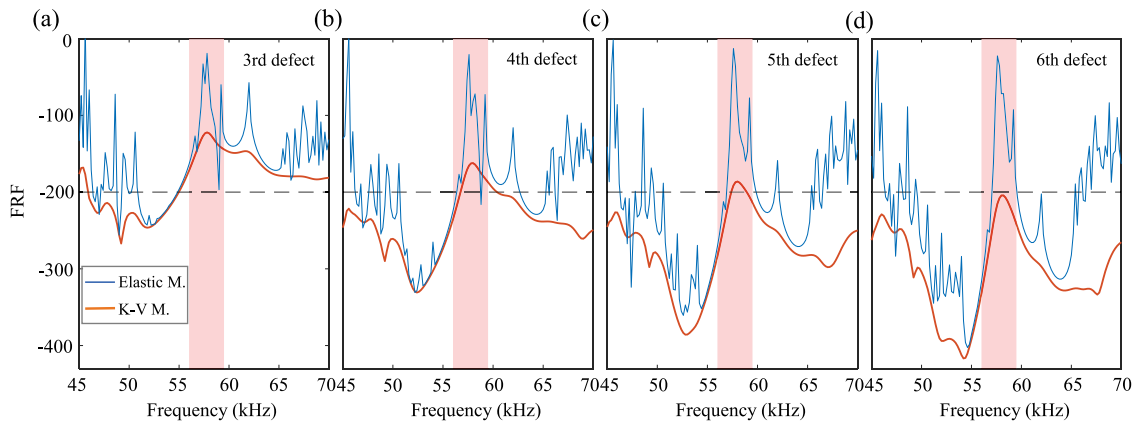 (a) (b) (c) (d)
3rd defect 4th defect 5th defect 6th defect
0
-100
-200
-300
-400
FRF
Elastic M.
K-V M.
45 50 55 60 65 70 45 50 55 60 65 70 45 50 55 60 65 70 45 50 55 60 65 70
Frequency (kHz) Frequency (kHz) Frequency (kHz) Frequency (kHz)